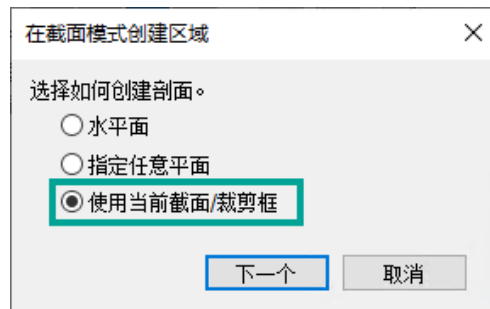 在截面模式创建区域
选择如何创建剖面。
水平面
指定任意平面
使用当前截面/裁剪框
下一个
取消